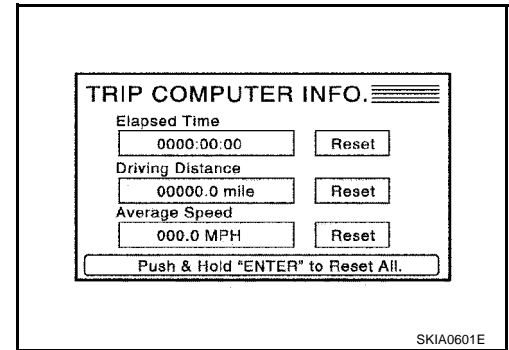 TRIP COMPUTER INFO.
Elapsed Time
0000:00:00 Reset
Driving Distance
00000.0 mile Reset
Average Speed
000.0 MPH Reset
Push & Hold "ENTER" to Reset All.
SKIA0601E